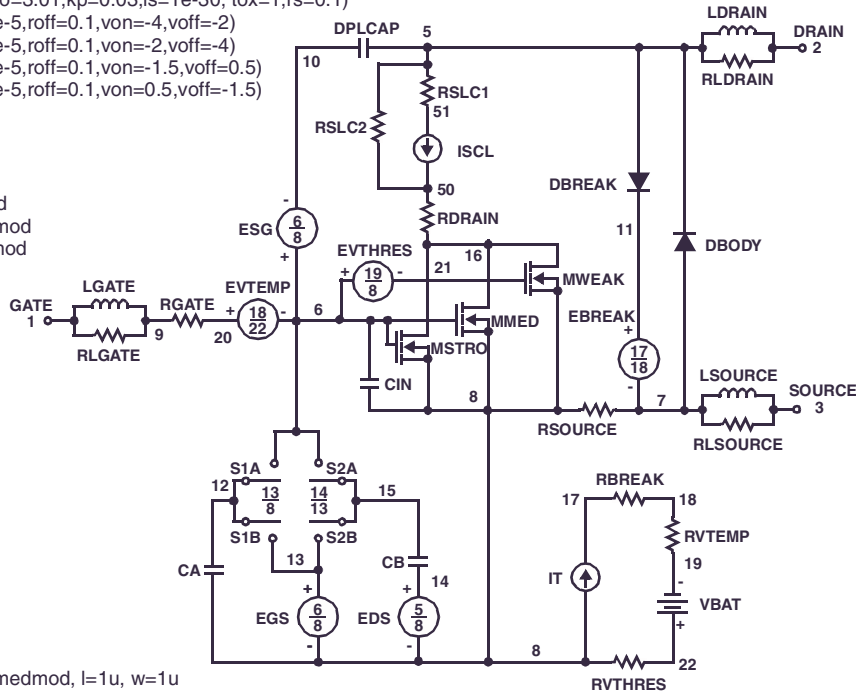 o=3.01,kp=0.03,is=1e-30, tox=1,rs=0.1)
e-5,roff=0.1,von=-4,voff=-2)
e-5,roff=0.1,von=-2,voff=-4)
e-5,roff=0.1,von=-1.5,voff=0.5)
e-5,roff=0.1,von=0.5,voff=-1.5)
d
mod
mod
medmod, l=1u, w=1u
LDRAIN
DPLCAP 5 DRAIN
10 2
RLDRAIN
RSLC1
51
RSLC2
ISCL
50
DBREAK
RDRAIN
ESG
-
6
8
+
11
DBODY
EVTHRES
+ 19 -
8
21
16
MWEAK
LGATE
GATE
1
RLGATE
9
RGATE
20
EVTEMP
+ 18 -
22
6
MMED
MSTRO
EBREAK
+
17
18
-
CIN
8
LSOURCE
7
SOURCE
3
RSOURCE
RLSOURCE
S1A S2A
12
13
8
14
13
15
S1B S2B
13
CA
CB
14
+ +
EGS
6
8
EDS
5
8
- -
RBREAK
17 18
RVTEMP
19
IT
-
VBAT
+
8
22
RVTHRES